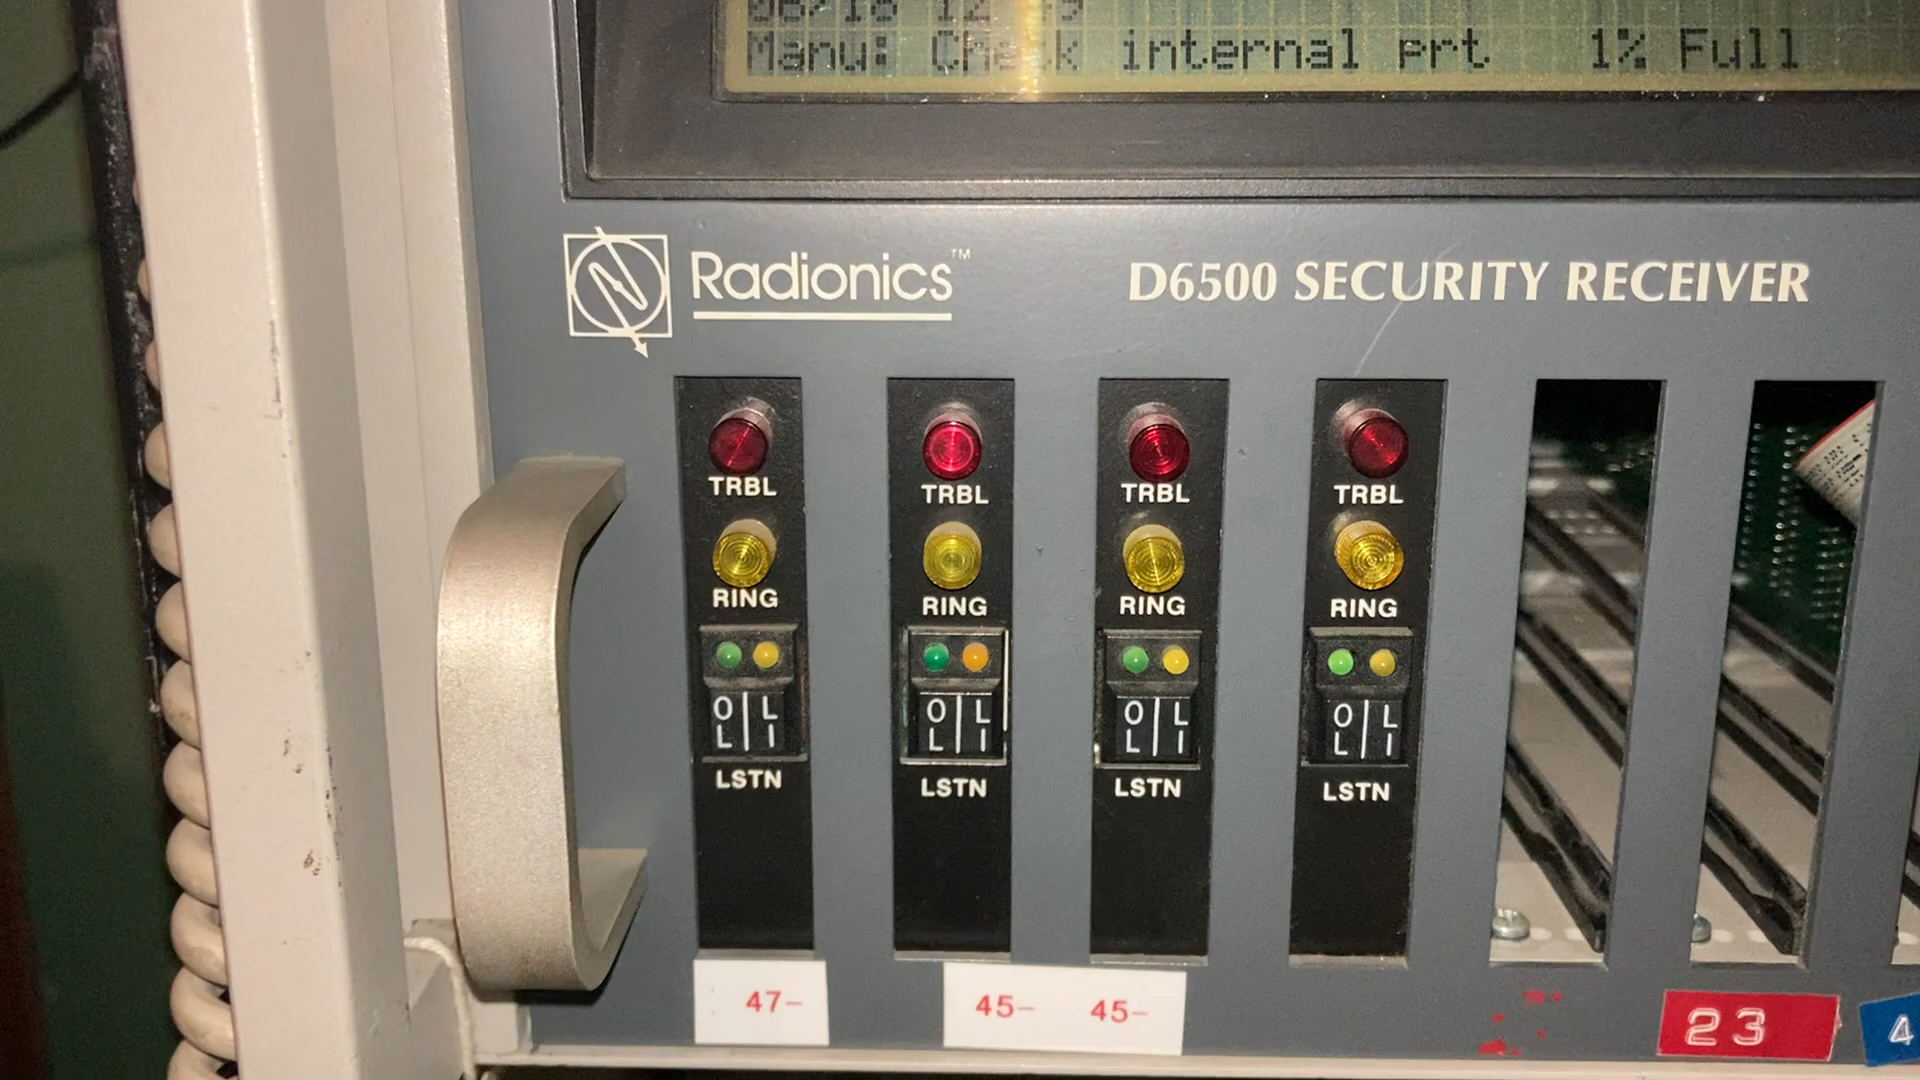 Manu: Check internal prt 1% Full
Radionics™
D6500 SECURITY RECEIVER
TRBL TRBL TRBL TRBL
RING RING RING RING
O|L O|L O|L O|L
L|I L|I L|I L|I
LSTN LSTN LSTN LSTN
47- 45- 45-
23 4